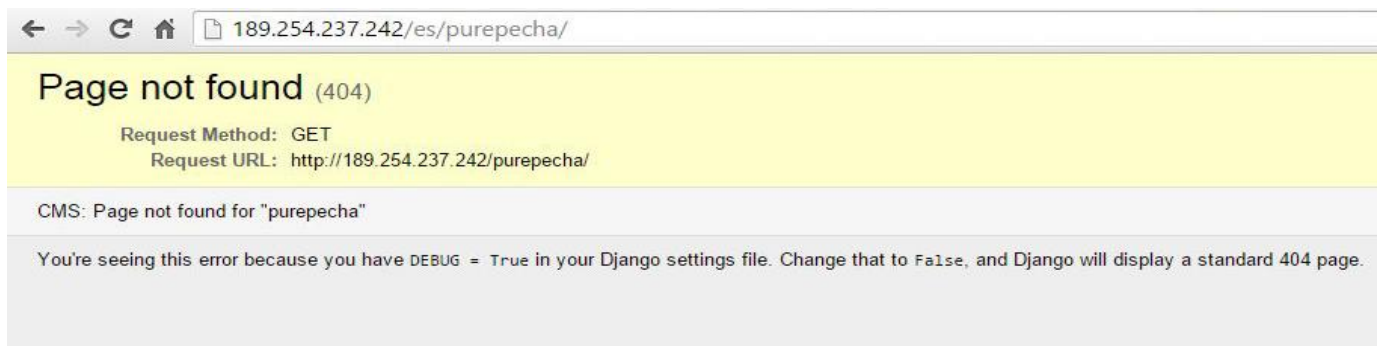 189.254.237.242/es/purepecha/
Page not found (404)
Request Method: GET
Request URL: http://189.254.237.242/purepecha/
CMS: Page not found for "purepecha"
You're seeing this error because you have DEBUG = True in your Django settings file. Change that to False, and Django will display a standard 404 page.